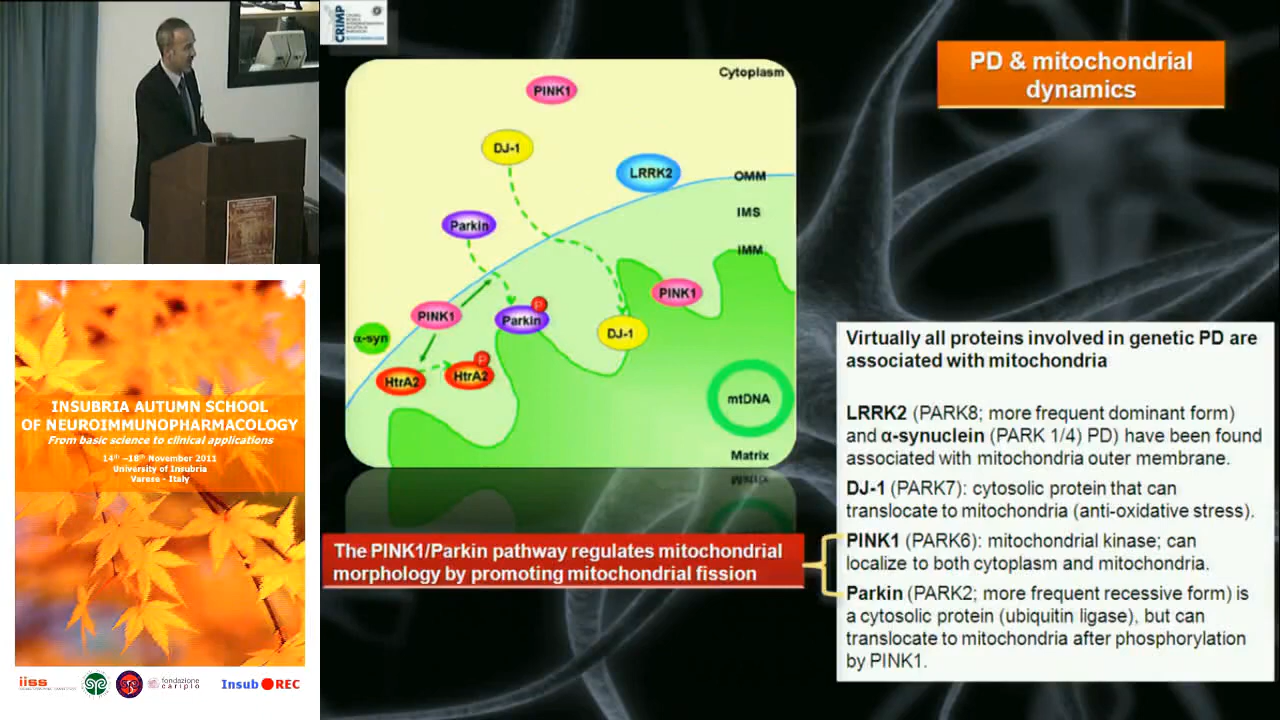 CRIMP
PD & mitochondrial
dynamics
Cytoplasm
PINK1
DJ-1
LRRK2
OMM
IMS
IMM
Parkin
PINK1
PINK1
P
Parkin
DJ-1
α-syn
P
HtrA2
HtrA2
mtDNA
Matrix
The PINK1/Parkin pathway regulates mitochondrial
morphology by promoting mitochondrial fission
Virtually all proteins involved in genetic PD are
associated with mitochondria
LRRK2 (PARK8; more frequent dominant form)
and α-synuclein (PARK 1/4) PD) have been found
associated with mitochondria outer membrane.
DJ-1 (PARK7): cytosolic protein that can
translocate to mitochondria (anti-oxidative stress).
PINK1 (PARK6): mitochondrial kinase; can
localize to both cytoplasm and mitochondria.
Parkin (PARK2; more frequent recessive form) is
a cytosolic protein (ubiquitin ligase), but can
translocate to mitochondria after phosphorylation
by PINK1.
INSUBRIA AUTUMN SCHOOL
OF NEUROIMMUNOPHARMACOLOGY
From basic science to clinical applications
14th –18th November 2011
University of Insubria
Varese - Italy
iiss
fondazione
cariplo
InsubREC